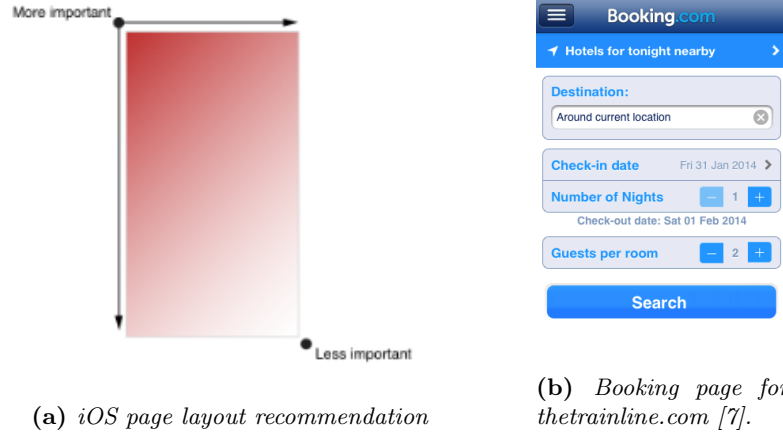 More important
Less important
(a) iOS page layout recommendation
Booking.com
Hotels for tonight nearby
Destination:
Around current location
Check-in date Fri 31 Jan 2014
Number of Nights − 1 +
Check-out date: Sat 01 Feb 2014
Guests per room − 2 +
Search
(b) Booking page for
thetrainline.com [7].